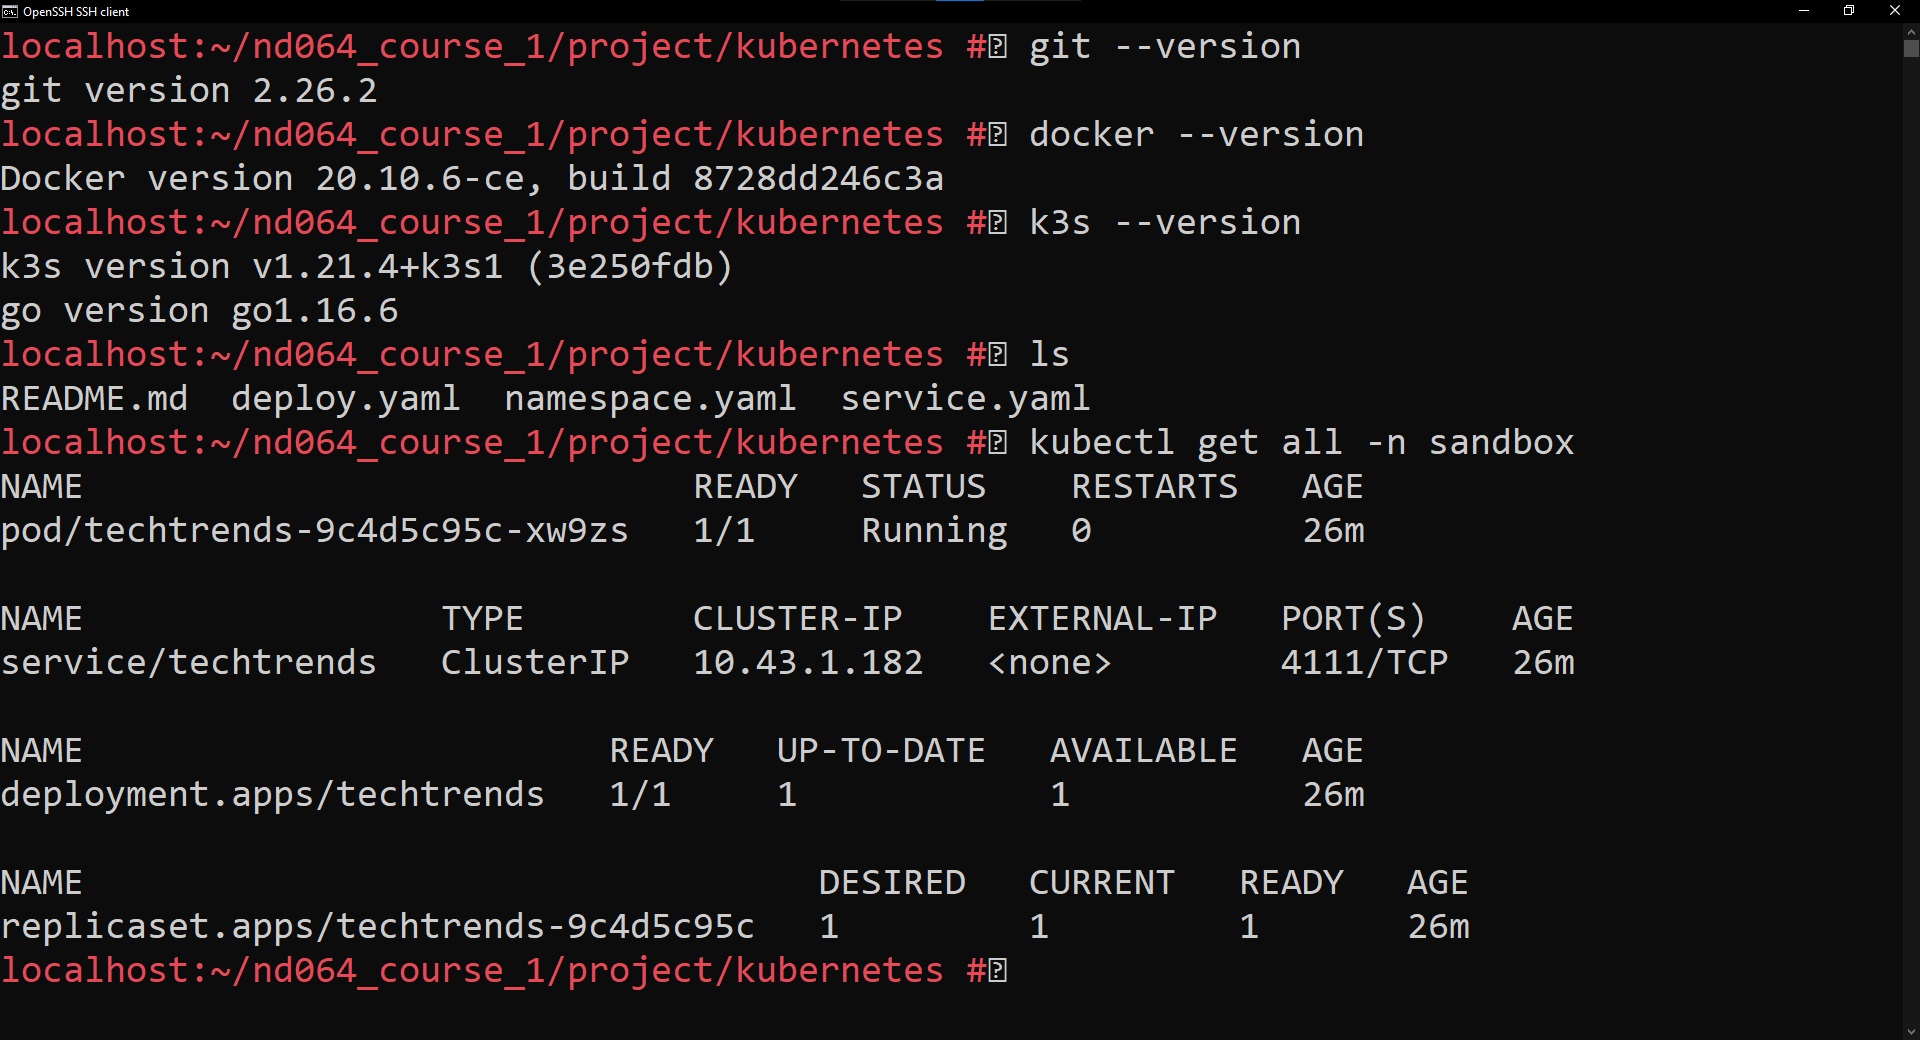 OpenSSH SSH client
localhost:~/nd064_course_1/project/kubernetes # git --version
git version 2.26.2
localhost:~/nd064_course_1/project/kubernetes # docker --version
Docker version 20.10.6-ce, build 8728dd246c3a
localhost:~/nd064_course_1/project/kubernetes # k3s --version
k3s version v1.21.4+k3s1 (3e250fdb)
go version go1.16.6
localhost:~/nd064_course_1/project/kubernetes # ls
README.md  deploy.yaml  namespace.yaml  service.yaml
localhost:~/nd064_course_1/project/kubernetes # kubectl get all -n sandbox
NAME                             READY   STATUS    RESTARTS   AGE
pod/techtrends-9c4d5c95c-xw9zs   1/1     Running   0          26m
NAME                 TYPE        CLUSTER-IP    EXTERNAL-IP   PORT(S)    AGE
service/techtrends   ClusterIP   10.43.1.182   <none>        4111/TCP   26m
NAME                         READY   UP-TO-DATE   AVAILABLE   AGE
deployment.apps/techtrends   1/1     1            1           26m
NAME                                   DESIRED   CURRENT   READY   AGE
replicaset.apps/techtrends-9c4d5c95c   1         1         1       26m
localhost:~/nd064_course_1/project/kubernetes #